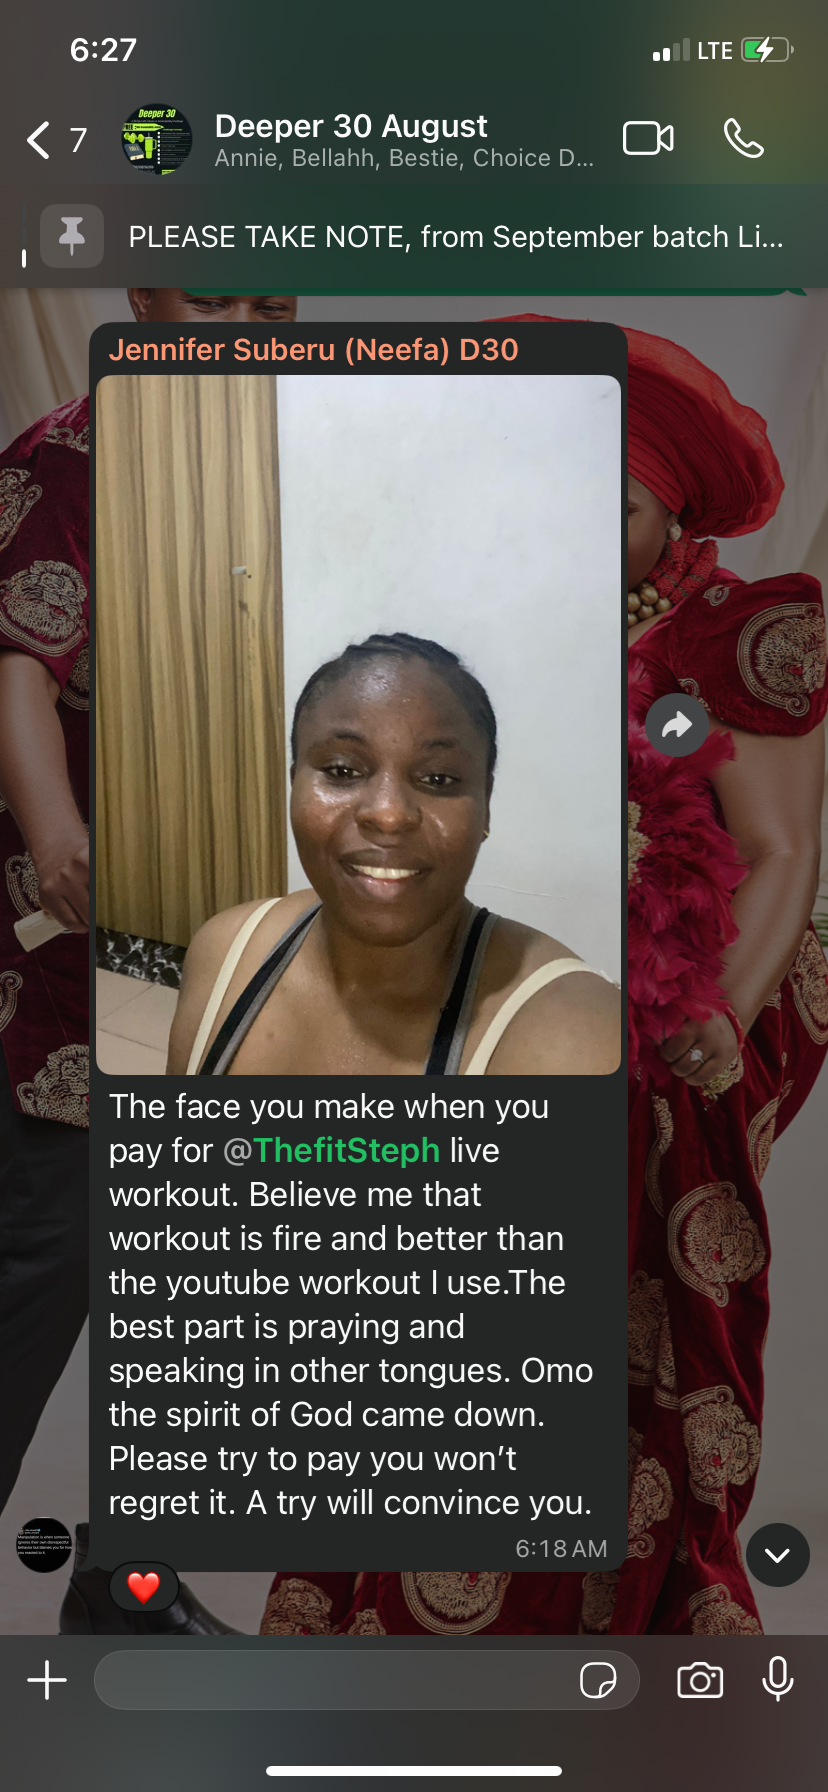 6:27
LTE
7
Deeper 30
Deeper 30 August
Annie, Bellahh, Bestie, Choice D...
PLEASE TAKE NOTE, from September batch Li...
Jennifer Suberu (Neefa) D30
The face you make when you
pay for @ThefitSteph live
workout. Believe me that
workout is fire and better than
the youtube workout I use.The
best part is praying and
speaking in other tongues. Omo
the spirit of God came down.
Please try to pay you won't
regret it. A try will convince you.
6:18 AM